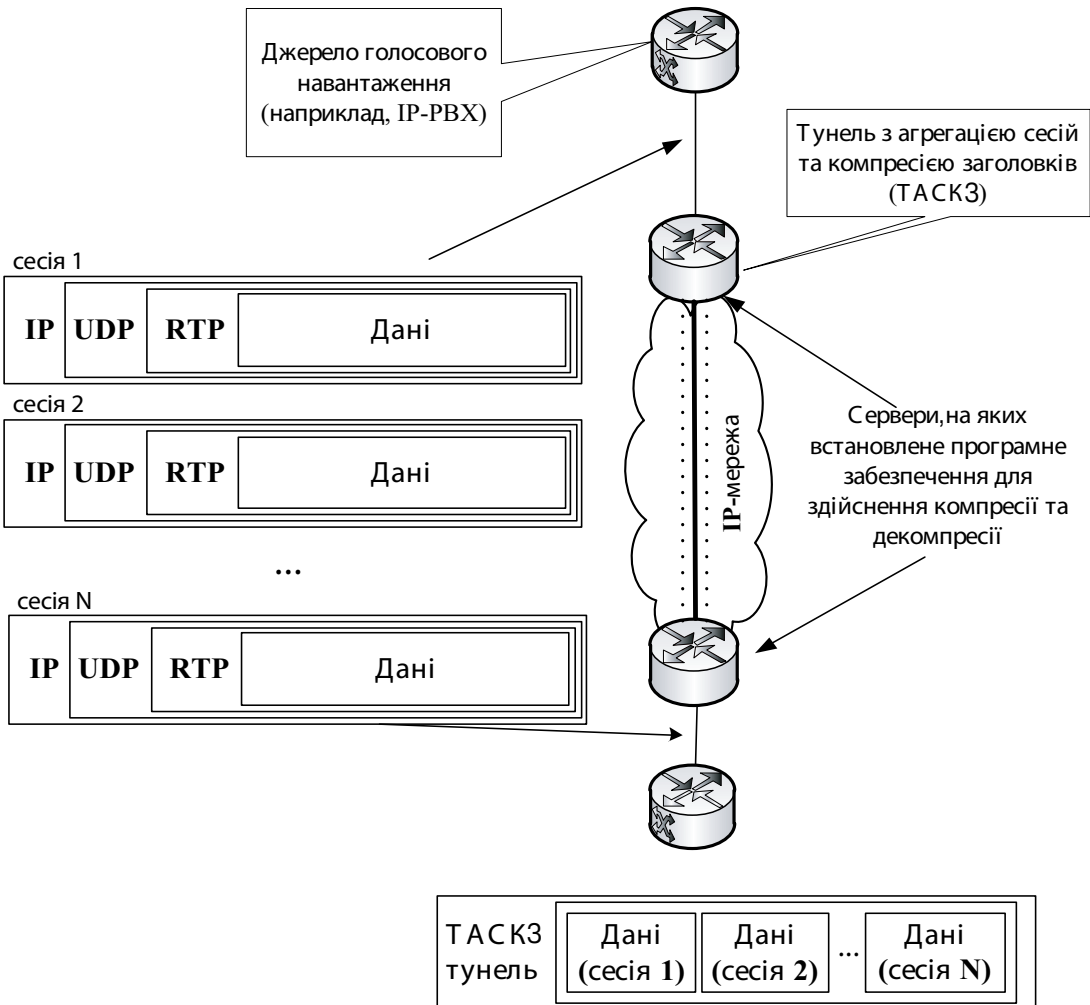 Джерело голосового
навантаження
(наприклад, IP-PBX)
Тунель з агрегацією сесій
та компресією заголовків
(ТАСКЗ)
сесія 1
IP UDP RTP Дані
сесія 2
IP UDP RTP Дані
...
сесія N
IP UDP RTP Дані
IP-мережа
Сервери,на яких
встановлене програмне
забезпечення для
здійснення компресії та
декомпресії
ТАСКЗ
тунель
Дані
(сесія 1)
Дані
(сесія 2)
...
Дані
(сесія N)